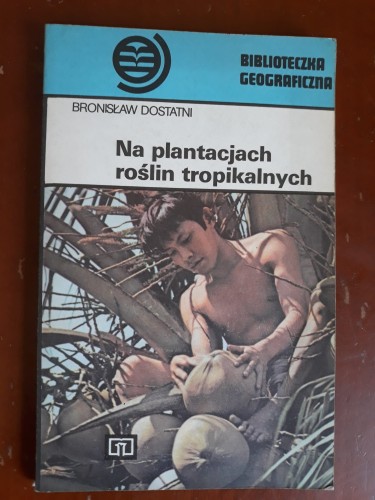 BIBLIOTECZKA
GEOGRAFICZNA
BRONISŁAW DOSTATNI
Na plantacjach
roślin tropikalnych